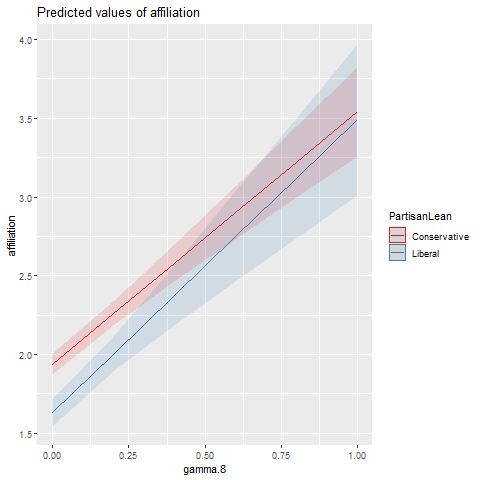 Predicted values of affiliation
4.0
3.5
3.0
2.5
2.0
1.5
affiliation
0.00 0.25 0.50 0.75 1.00
gamma.8
PartisanLean
Conservative
Liberal